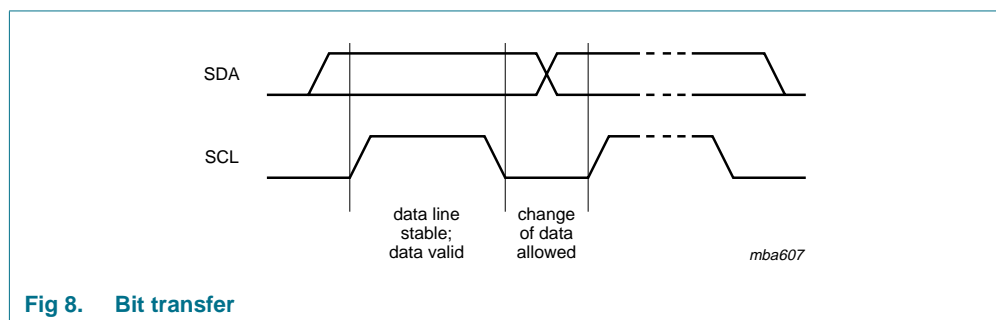 SDA
SCL
data line
stable;
data valid
change
of data
allowed
mba607
Fig 8. Bit transfer